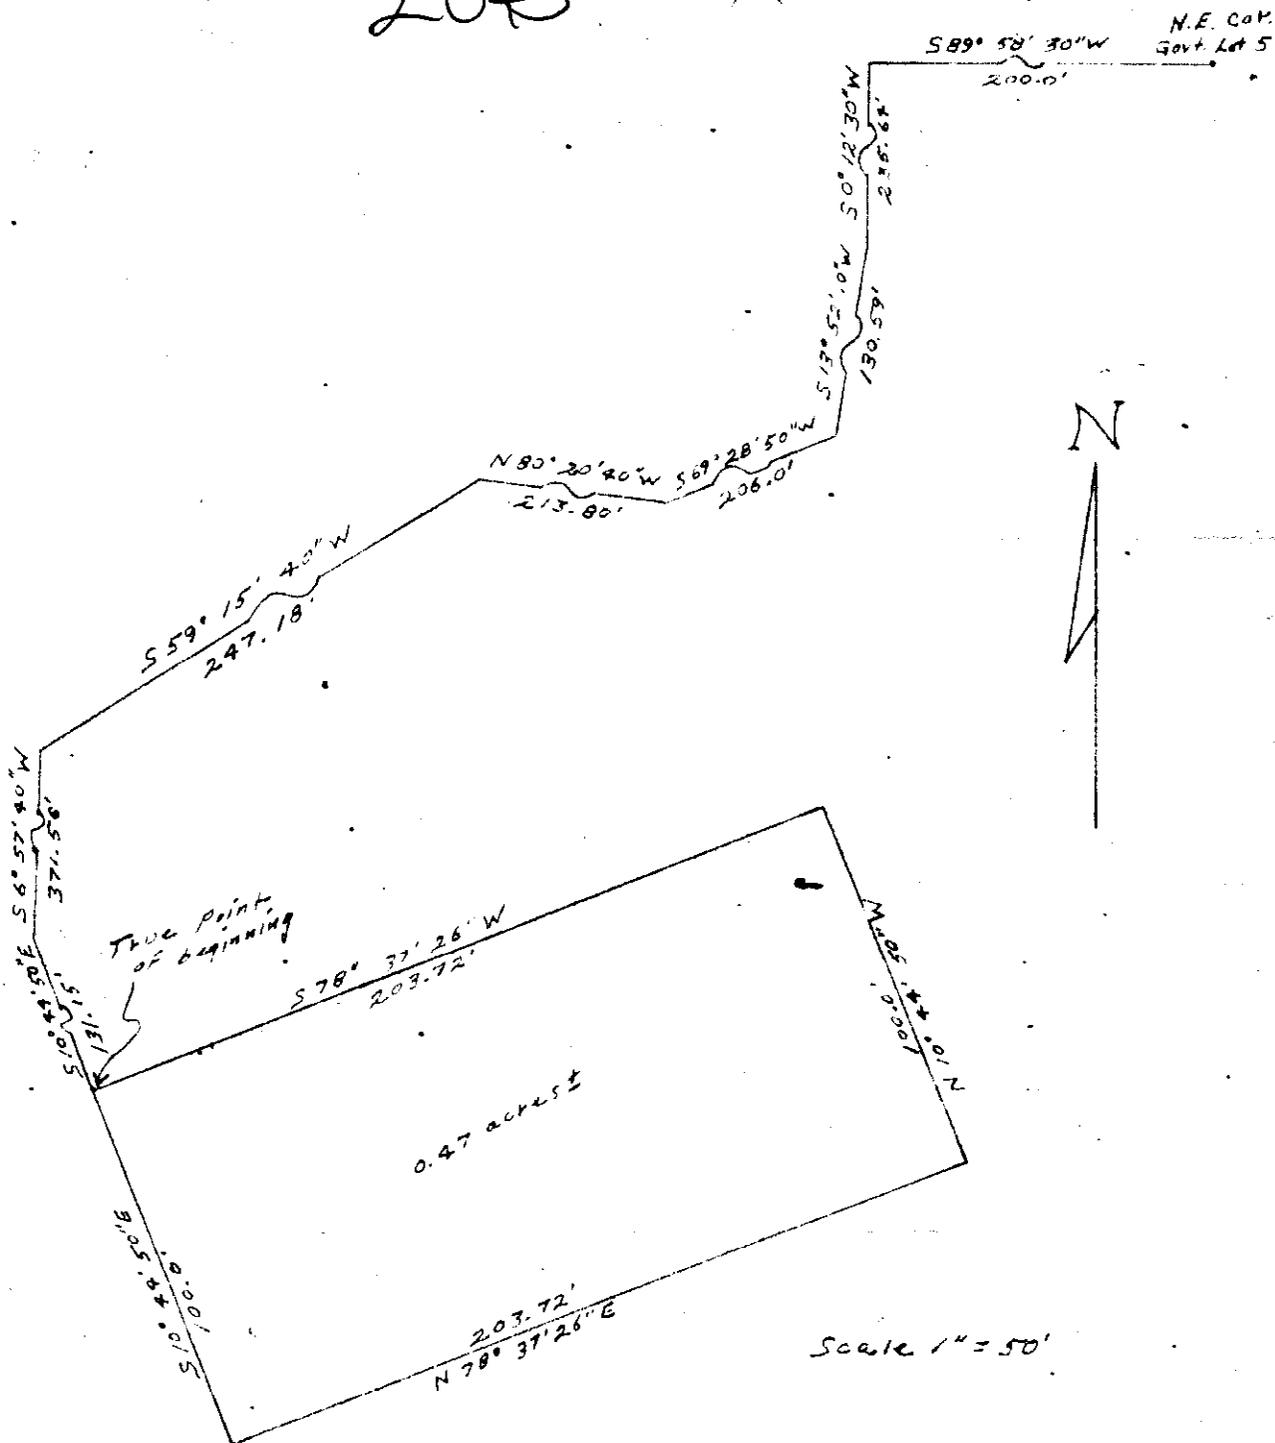 N.E. Cor.
Govt. Lot 5
S 89° 58' 30" W
200.0'
S 0° 12' 30" W
S 13° 52' 10" W
130.59'
S 69° 28' 50" W
206.0'
N 80° 20' 40" W
213.80'
S 59° 15' 40" W
247.18'
S 6° 57' 40" W
371.56'
S 10° 44' 50" E
131.15'
True point
of beginning
S 78° 37' 26" W
203.72'
N 10° 44' 50" W
100.0'
0.47 acres ±
S 10° 44' 50" E
100.0'
203.72'
N 78° 37' 26" E
Scale 1" = 50'
N